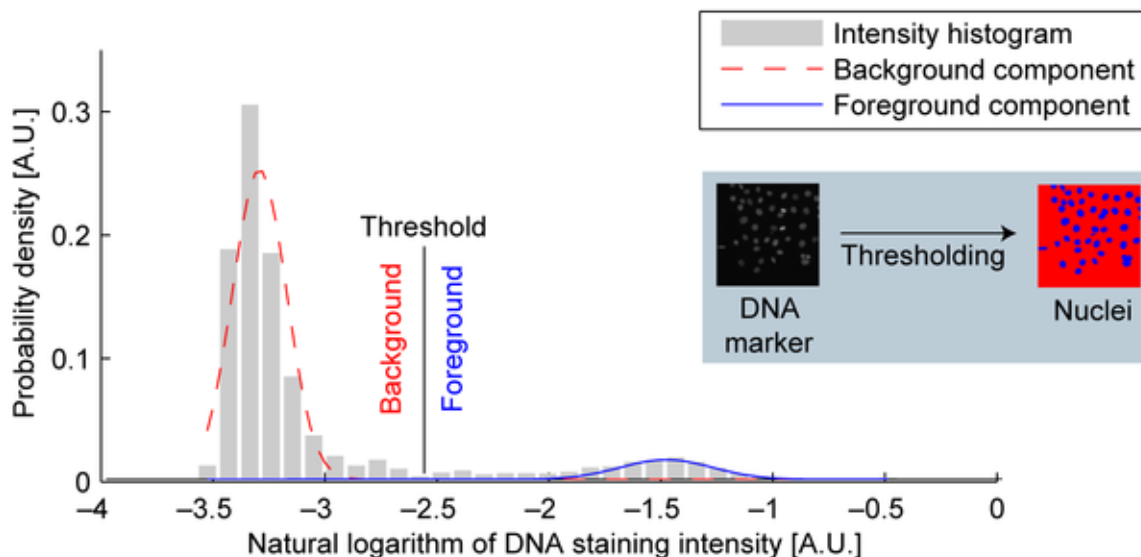 Intensity histogram
Background component
Foreground component
Probability density [A.U.]
0.3
0.2
0.1
0
Threshold
Background
Foreground
DNA
marker
Thresholding
Nuclei
−4 −3.5 −3 −2.5 −2 −1.5 −1 −0.5 0
Natural logarithm of DNA staining intensity [A.U.]